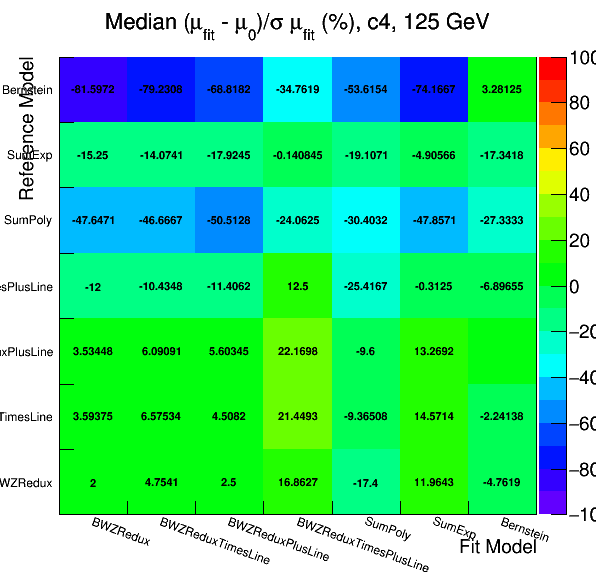 Median (μfit - μ0)/σ μfit (%), c4, 125 GeV
Reference Model
Bernstein -81.5972 -79.2308 -68.8182 -34.7619 -53.6154 -74.1667 3.28125
SumExp -15.25 -14.0741 -17.9245 -0.140845 -19.1071 -4.90566 -17.3418
SumPoly -47.6471 -46.6667 -50.5128 -24.0625 -30.4032 -47.8571 -27.3333
esPlusLine -12 -10.4348 -11.4062 12.5 -25.4167 -0.3125 -6.89655
uxPlusLine 3.53448 6.09091 5.60345 22.1698 -9.6 13.2692
TimesLine 3.59375 6.57534 4.5082 21.4493 -9.36508 14.5714 -2.24138
WZRedux 2 4.7541 2.5 16.8627 -17.4 11.9643 -4.7619
BWZRedux BWZReduxTimesLine BWZReduxPlusLine BWZReduxTimesPlusLine SumPoly SumExp Bernstein
Fit Model
100
80
60
40
20
0
−20
−40
−60
−80
−10